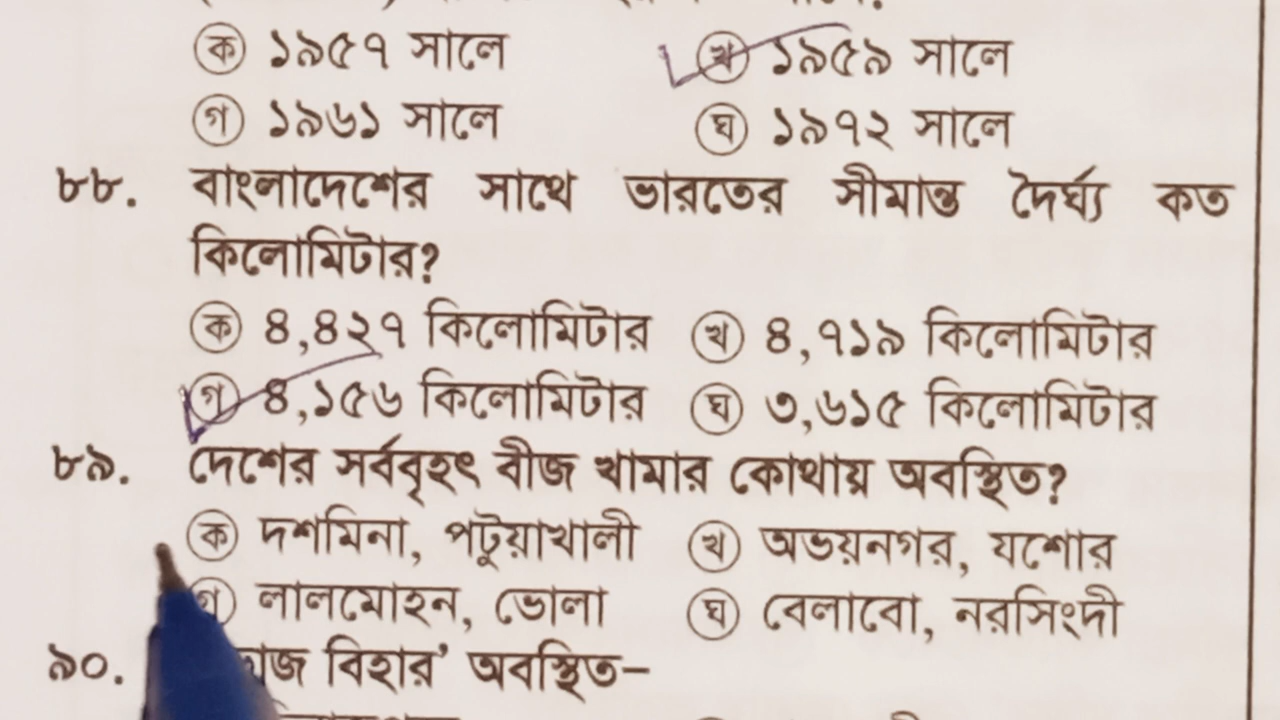 ক ১৯৫৭ সালে খ ১৯৫৯ সালে
গ ১৯৬১ সালে ঘ ১৯৭২ সালে
৮৮. বাংলাদেশের সাথে ভারতের সীমান্ত দৈর্ঘ্য কত
কিলোমিটার?
ক ৪,৪২৭ কিলোমিটার খ ৪,৭১৯ কিলোমিটার
গ ৪,১৫৬ কিলোমিটার ঘ ৩,৬১৫ কিলোমিটার
৮৯. দেশের সর্ববৃহৎ বীজ খামার কোথায় অবস্থিত?
ক দশমিনা, পটুয়াখালী খ অভয়নগর, যশোর
গ লালমোহন, ভোলা ঘ বেলাবো, নরসিংদী
৯০. বিহার' অবস্থিত–